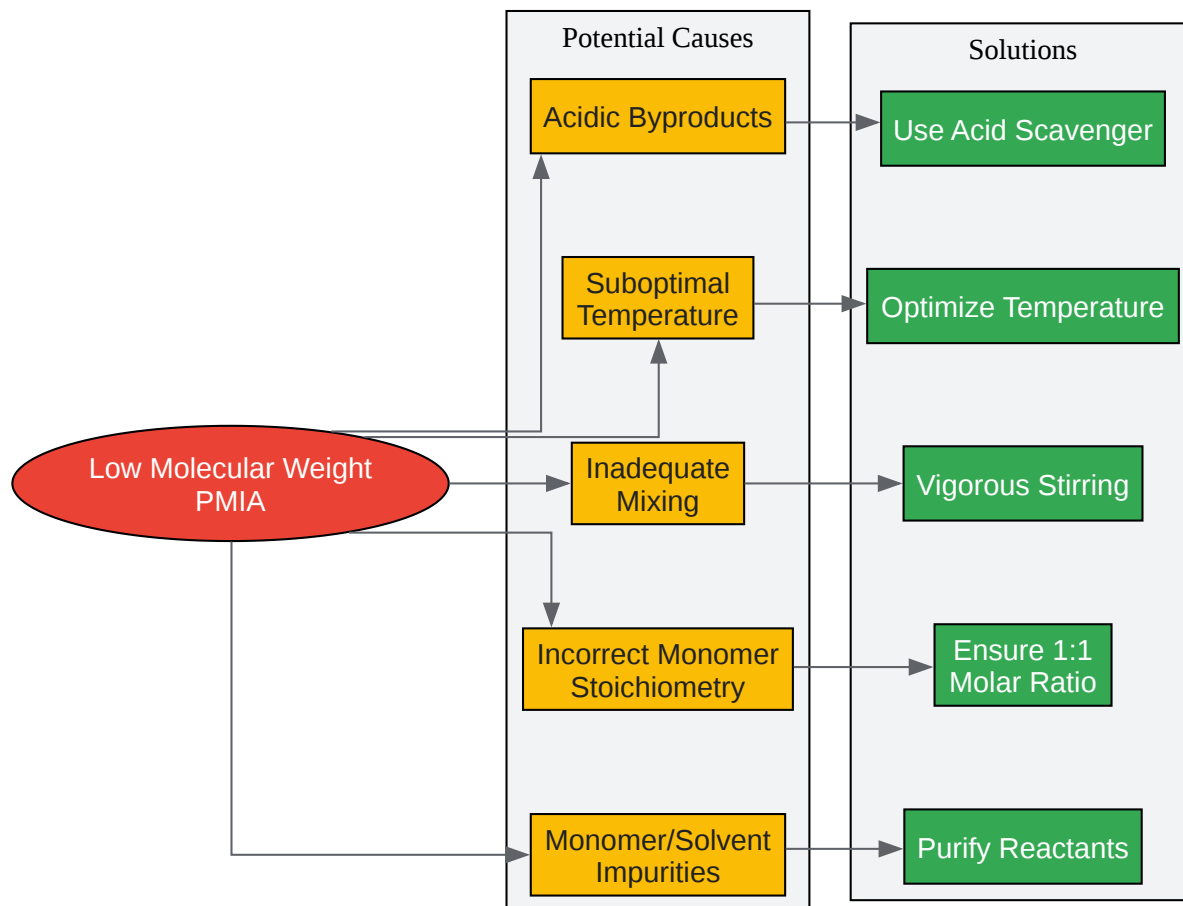 Potential Causes
Solutions
Acidic Byproducts
Use Acid Scavenger
Suboptimal
Temperature
Optimize Temperature
Low Molecular Weight
PMIA
Inadequate
Mixing
Vigorous Stirring
Incorrect Monomer
Stoichiometry
Ensure 1:1
Molar Ratio
Monomer/Solvent
Impurities
Purify Reactants